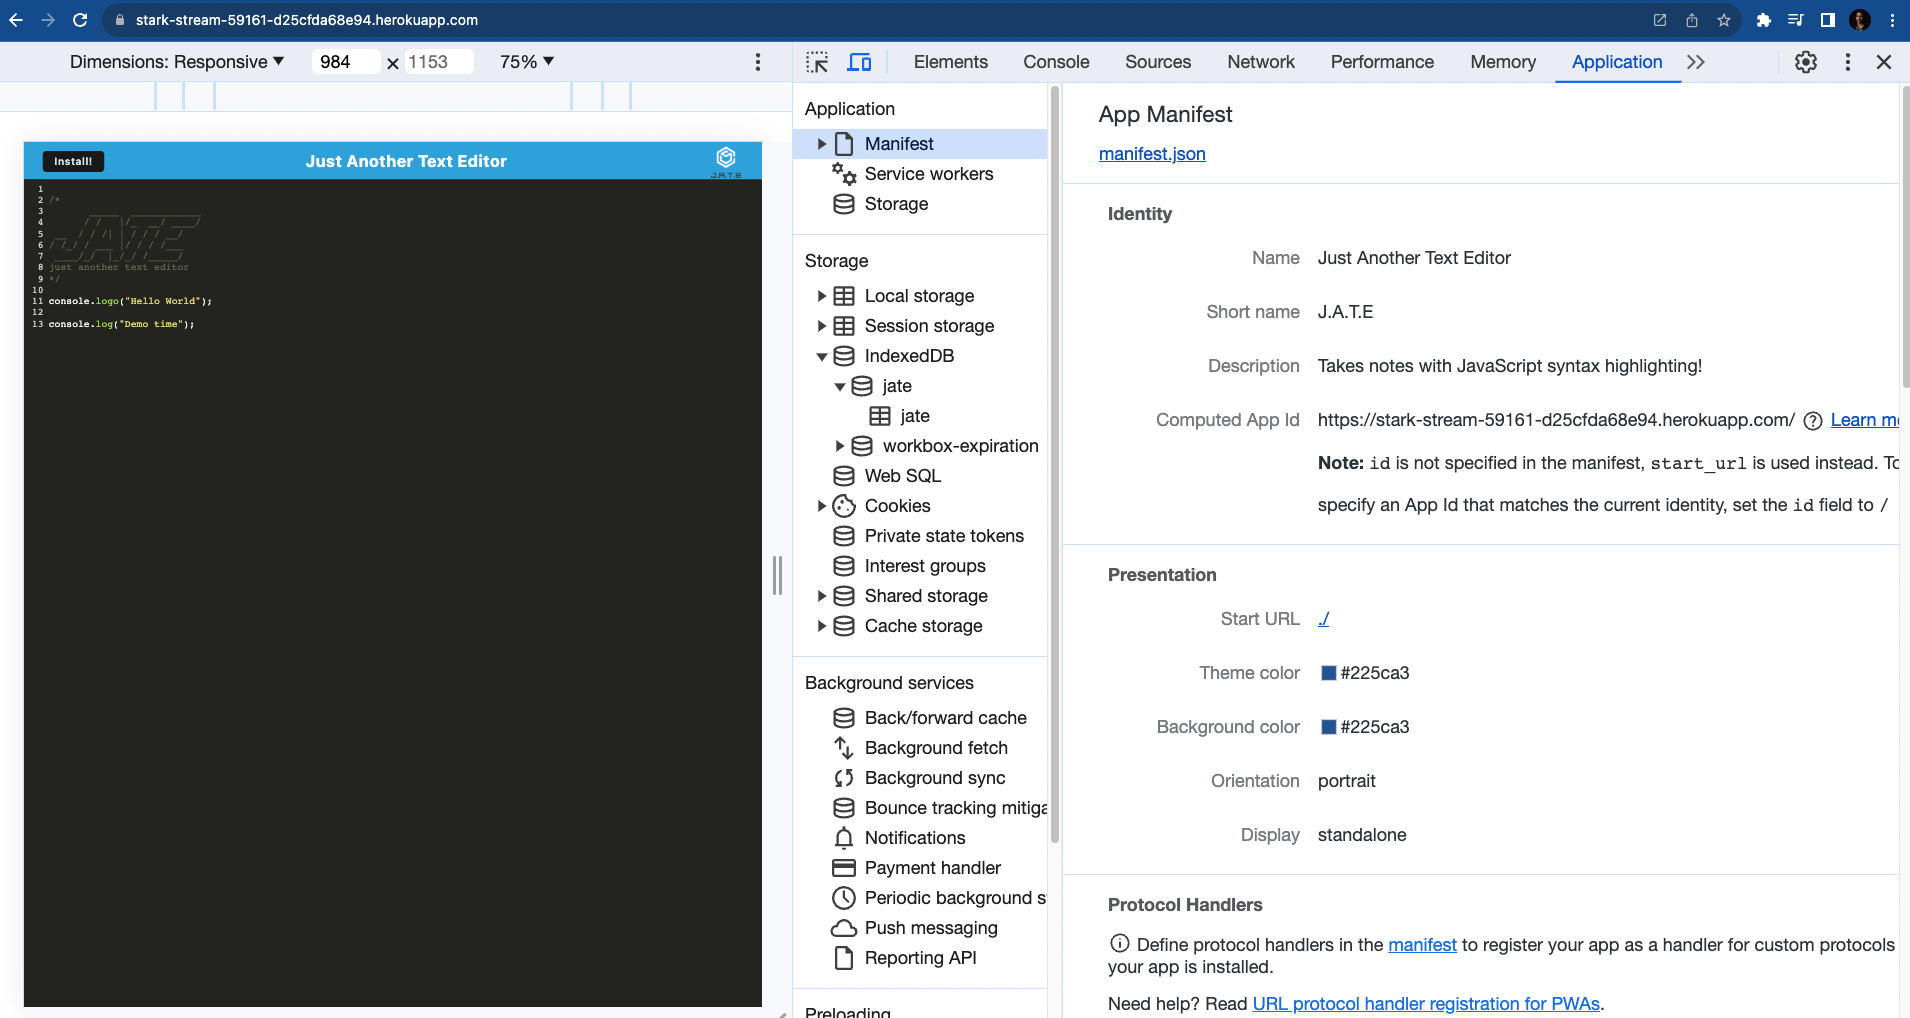 stark-stream-59161-d25cfda68e94.herokuapp.com
Dimensions: Responsive
984 × 1153
75%
Elements
Console
Sources
Network
Performance
Memory
Application
Install!
Just Another Text Editor
J.A.T.E
1
2 /*
3
4
5
6
7
8 just another text editor
9 */
10
11 console.logo("Hello World");
12
13 console.log("Demo time");
Application
Manifest
Service workers
Storage
Storage
Local storage
Session storage
IndexedDB
jate
jate
workbox-expiration
Web SQL
Cookies
Private state tokens
Interest groups
Shared storage
Cache storage
Background services
Back/forward cache
Background fetch
Background sync
Bounce tracking mitiga
Notifications
Payment handler
Periodic background s
Push messaging
Reporting API
Preloading
App Manifest
manifest.json
Identity
Name Just Another Text Editor
Short name J.A.T.E
Description Takes notes with JavaScript syntax highlighting!
Computed App Id https://stark-stream-59161-d25cfda68e94.herokuapp.com/ ? Learn mo
Note: id is not specified in the manifest, start_url is used instead. To
specify an App Id that matches the current identity, set the id field to /
Presentation
Start URL ./
Theme color #225ca3
Background color #225ca3
Orientation portrait
Display standalone
Protocol Handlers
Define protocol handlers in the manifest to register your app as a handler for custom protocols
your app is installed.
Need help? Read URL protocol handler registration for PWAs.